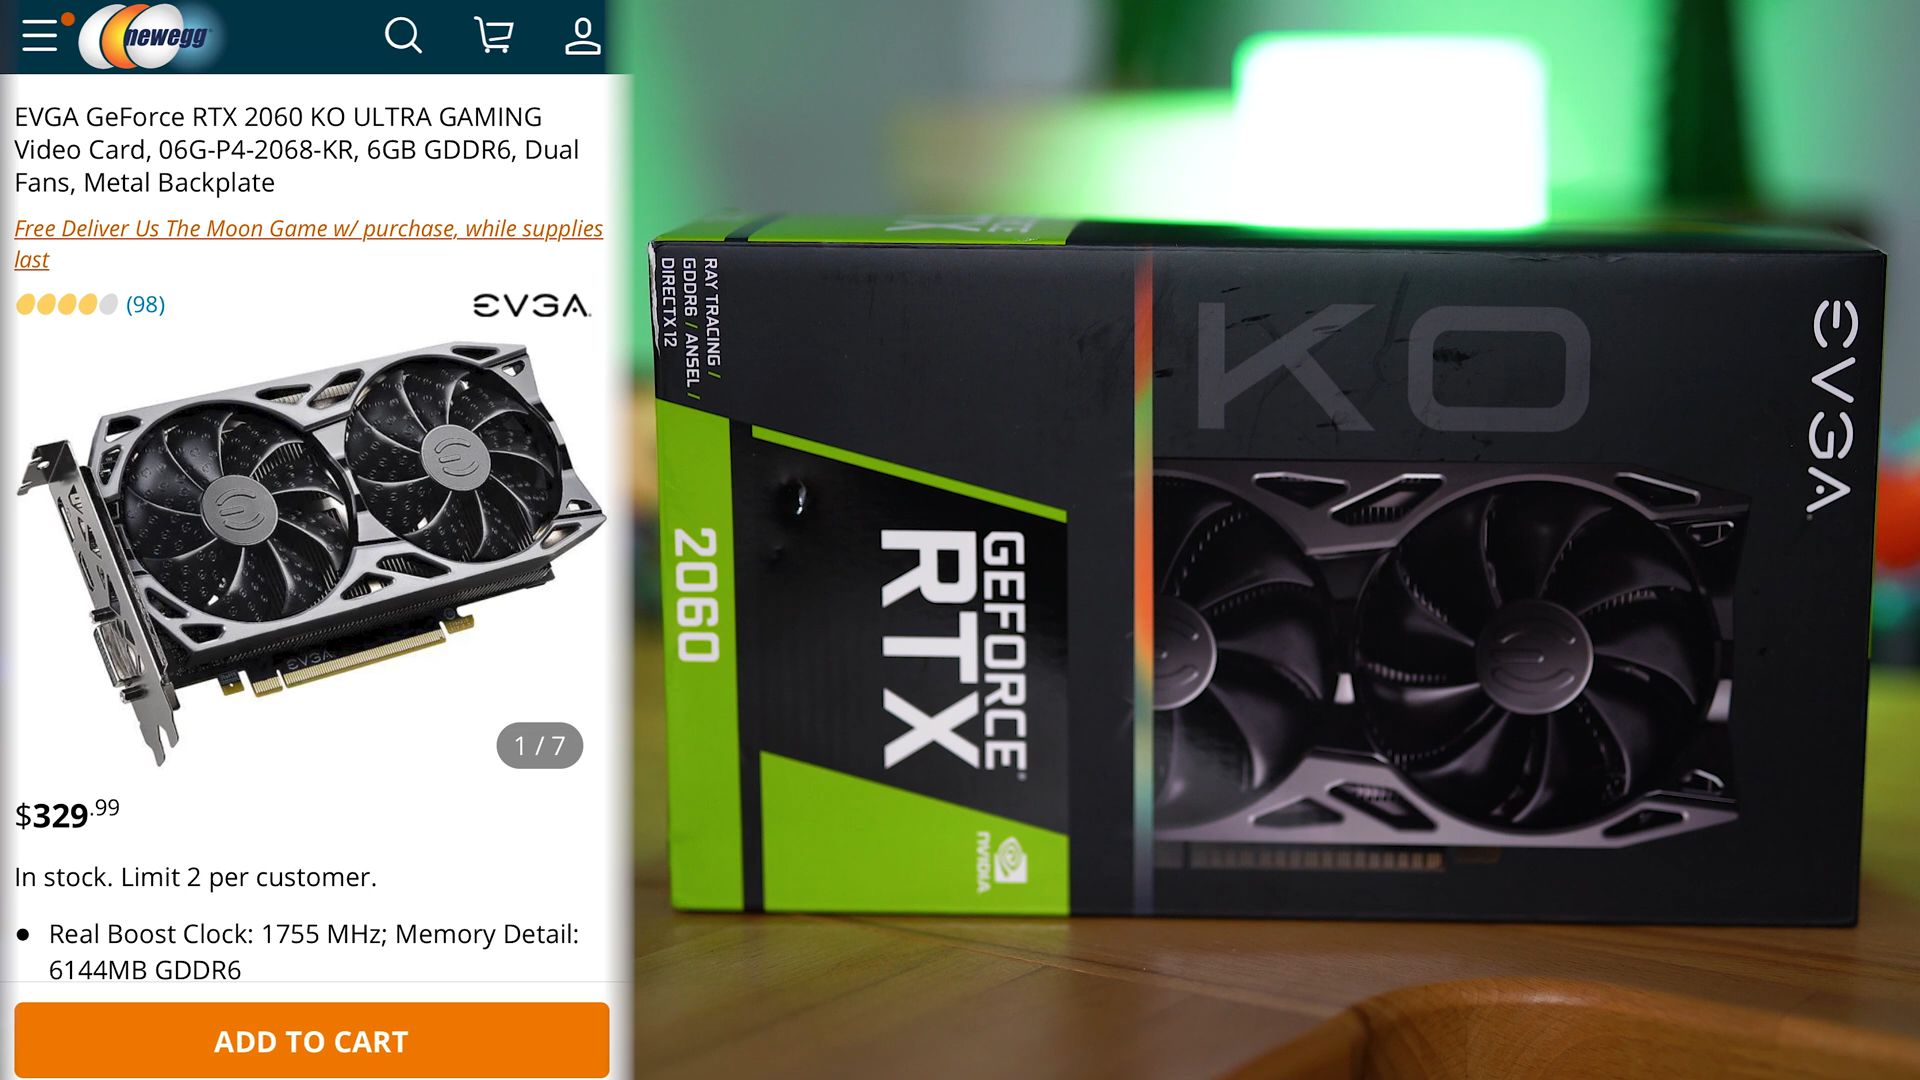 newegg
EVGA GeForce RTX 2060 KO ULTRA GAMING
Video Card, 06G-P4-2068-KR, 6GB GDDR6, Dual
Fans, Metal Backplate
Free Deliver Us The Moon Game w/ purchase, while supplies
last
(98)
EVGA
EVGA
1 / 7
$329.99
In stock. Limit 2 per customer.
● Real Boost Clock: 1755 MHz; Memory Detail:
6144MB GDDR6
ADD TO CART
RAY TRACING /
GDDR6 / ANSEL /
DIRECTX 12
2060
GEFORCE
RTX
NVIDIA
KO
EVGA